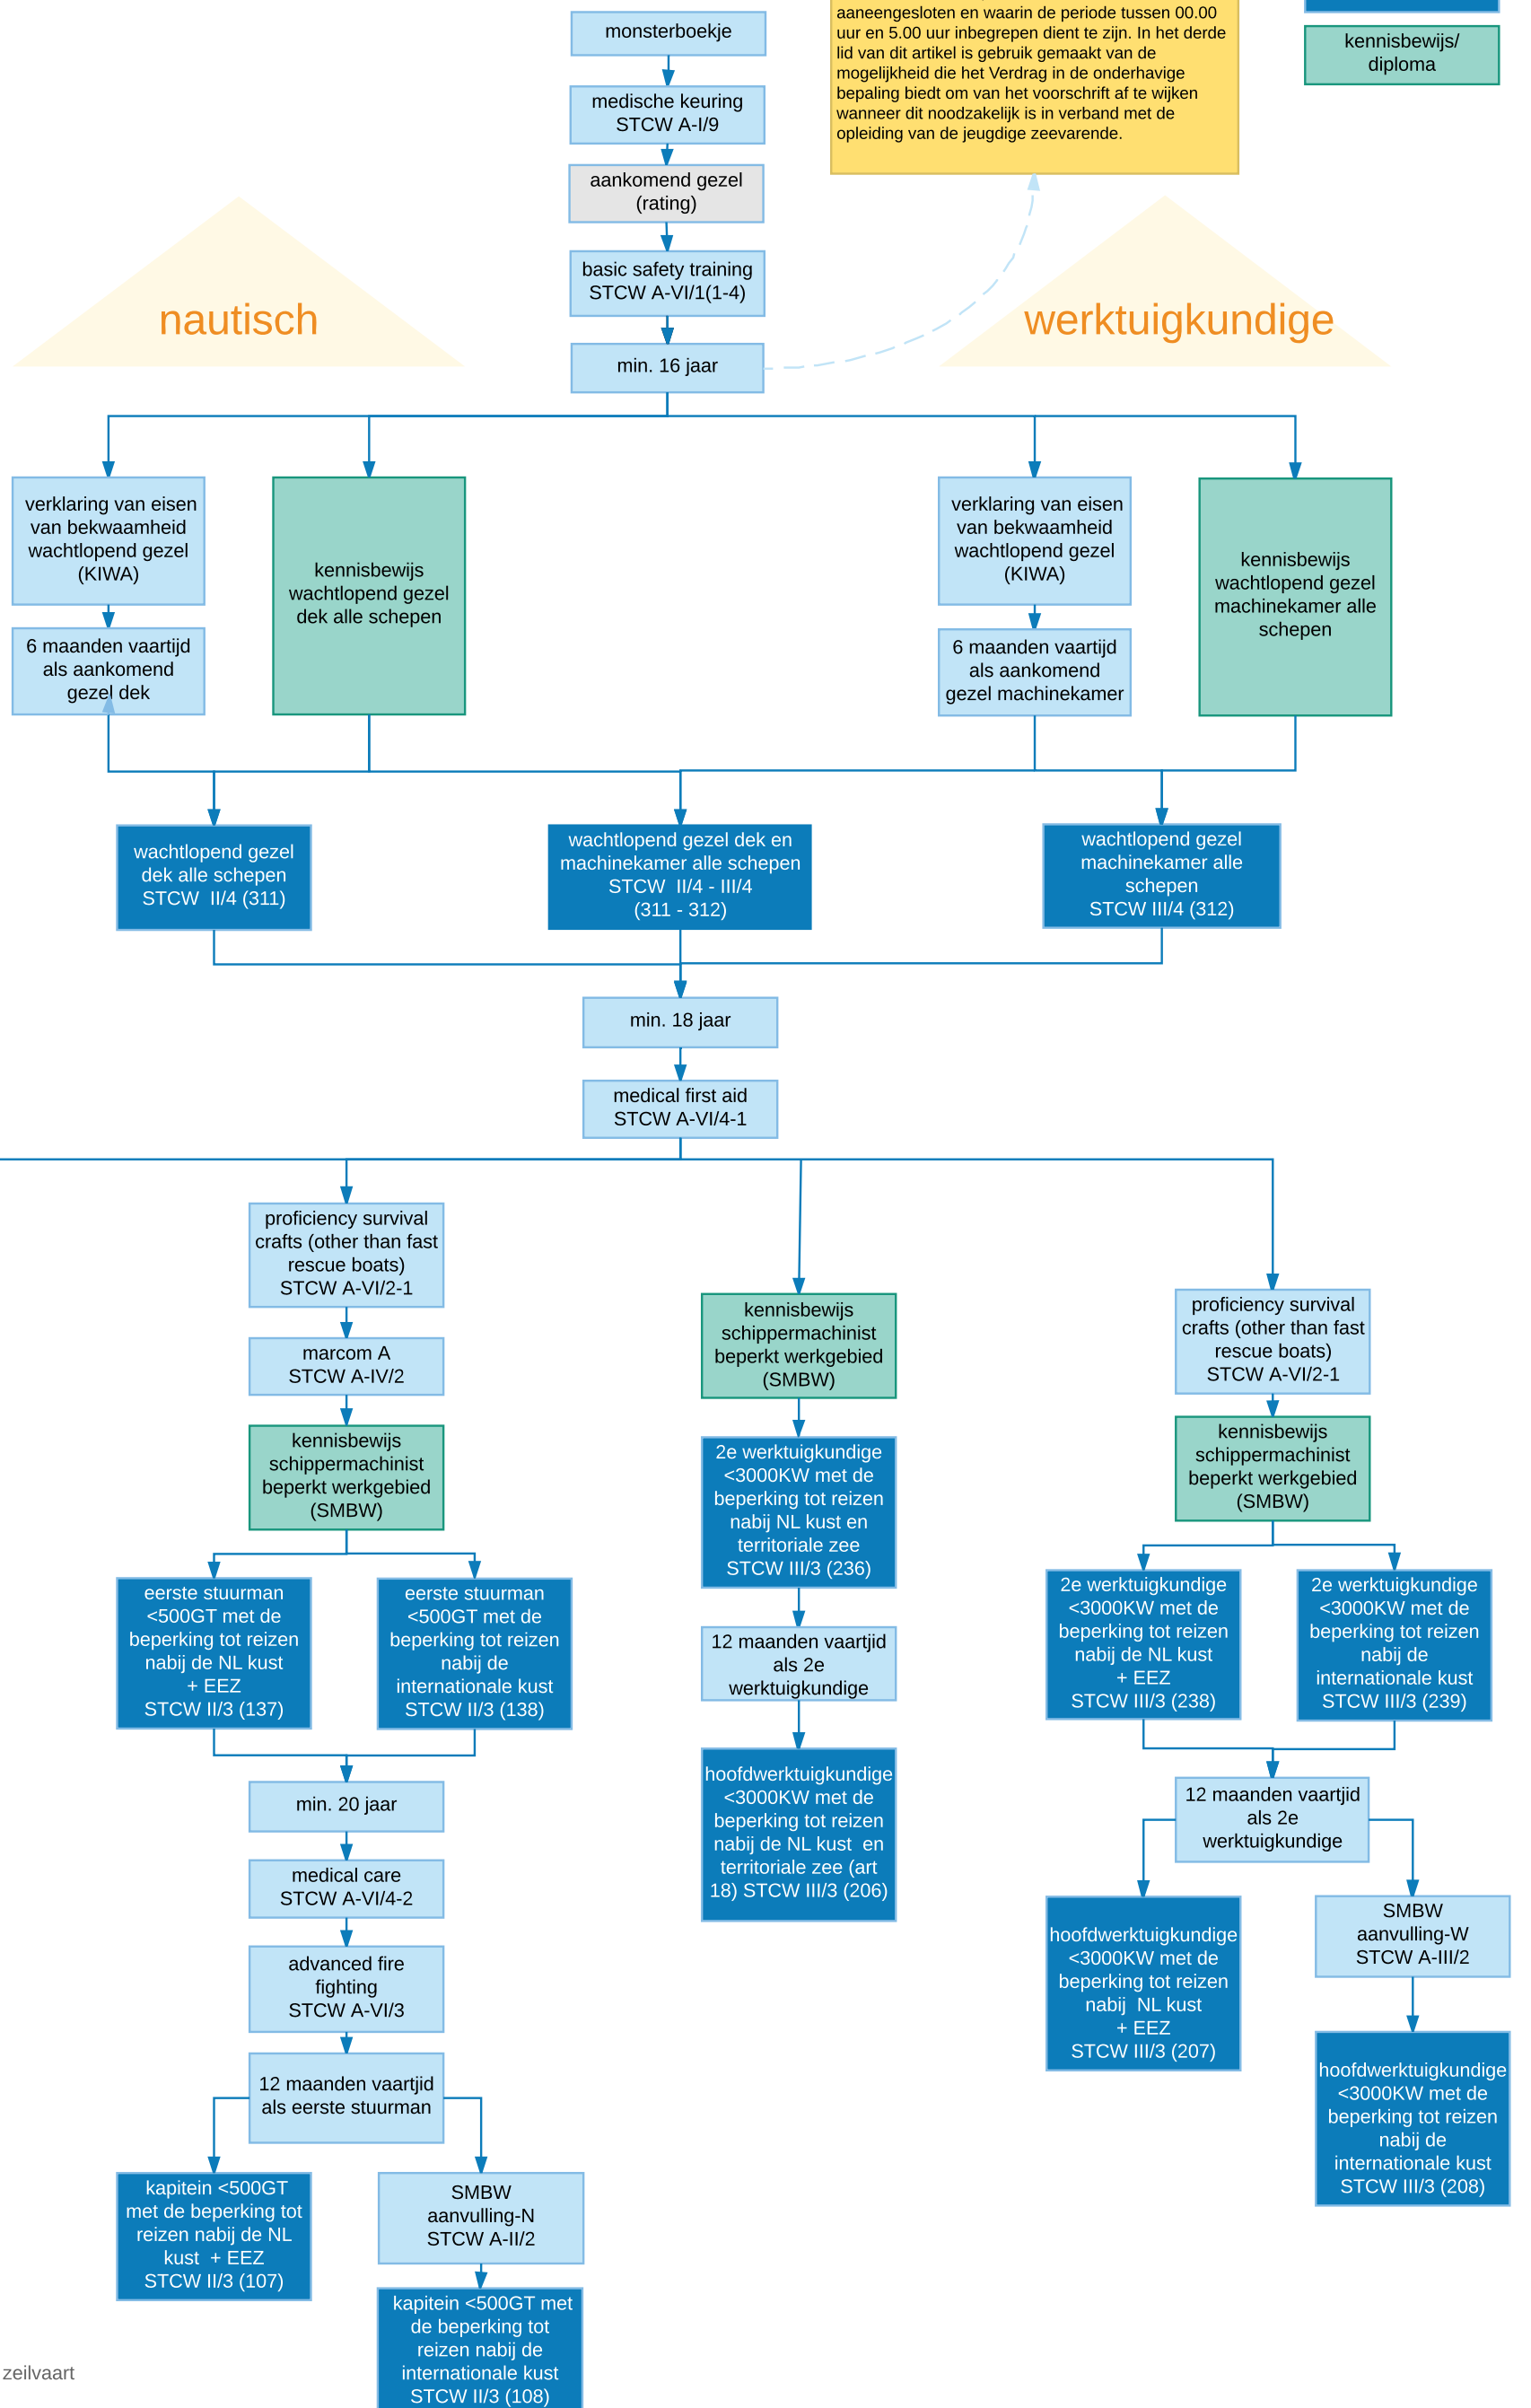 monsterboekje
medische keuring
STCW A-I/9
aankomend gezel
(rating)
basic safety training
STCW A-VI/1(1-4)
min. 16 jaar
aaneengesloten en waarin de periode tussen 00.00
uur en 5.00 uur inbegrepen dient te zijn. In het derde
lid van dit artikel is gebruik gemaakt van de
mogelijkheid die het Verdrag in de onderhavige
bepaling biedt om van het voorschrift af te wijken
wanneer dit noodzakelijk is in verband met de
opleiding van de jeugdige zeevarende.
kennisbewijs/
diploma
nautisch
werktuigkundige
verklaring van eisen
van bekwaamheid
wachtlopend gezel
(KIWA)
6 maanden vaartijd
als aankomend
gezel dek
kennisbewijs
wachtlopend gezel
dek alle schepen
verklaring van eisen
van bekwaamheid
wachtlopend gezel
(KIWA)
6 maanden vaartijd
als aankomend
gezel machinekamer
kennisbewijs
wachtlopend gezel
machinekamer alle
schepen
wachtlopend gezel
dek alle schepen
STCW  II/4 (311)
wachtlopend gezel dek en
machinekamer alle schepen
STCW  II/4 - III/4
(311 - 312)
wachtlopend gezel
machinekamer alle
schepen
STCW III/4 (312)
min. 18 jaar
medical first aid
STCW A-VI/4-1
proficiency survival
crafts (other than fast
rescue boats)
STCW A-VI/2-1
marcom A
STCW A-IV/2
kennisbewijs
schippermachinist
beperkt werkgebied
(SMBW)
eerste stuurman
<500GT met de
beperking tot reizen
nabij de NL kust
+ EEZ
STCW II/3 (137)
eerste stuurman
<500GT met de
beperking tot reizen
nabij de
internationale kust
STCW II/3 (138)
min. 20 jaar
medical care
STCW A-VI/4-2
advanced fire
fighting
STCW A-VI/3
12 maanden vaartjid
als eerste stuurman
kapitein <500GT
met de beperking tot
reizen nabij de NL
kust  + EEZ
STCW II/3 (107)
SMBW
aanvulling-N
STCW A-II/2
kapitein <500GT met
de beperking tot
reizen nabij de
internationale kust
STCW II/3 (108)
kennisbewijs
schippermachinist
beperkt werkgebied
(SMBW)
2e werktuigkundige
<3000KW met de
beperking tot reizen
nabij NL kust en
territoriale zee
STCW III/3 (236)
12 maanden vaartjid
als 2e
werktuigkundige
hoofdwerktuigkundige
<3000KW met de
beperking tot reizen
nabij de NL kust  en
territoriale zee (art
18) STCW III/3 (206)
proficiency survival
crafts (other than fast
rescue boats)
STCW A-VI/2-1
kennisbewijs
schippermachinist
beperkt werkgebied
(SMBW)
2e werktuigkundige
<3000KW met de
beperking tot reizen
nabij de NL kust
+ EEZ
STCW III/3 (238)
2e werktuigkundige
<3000KW met de
beperking tot reizen
nabij de
internationale kust
STCW III/3 (239)
12 maanden vaartjid
als 2e
werktuigkundige
hoofdwerktuigkundige
<3000KW met de
beperking tot reizen
nabij  NL kust
+ EEZ
STCW III/3 (207)
SMBW
aanvulling-W
STCW A-III/2
hoofdwerktuigkundige
<3000KW met de
beperking tot reizen
nabij de
internationale kust
STCW III/3 (208)
zeilvaart